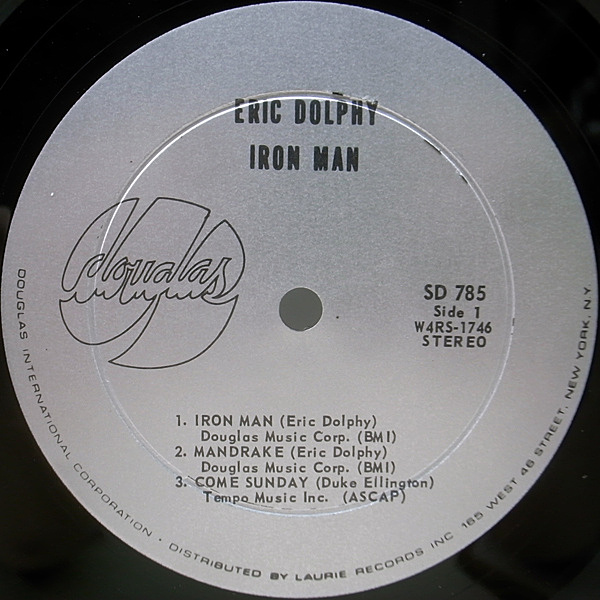 ERIC DOLPHY
IRON MAN
douglas
SD 785
Side 1
W4RS-1746
STEREO
1. IRON MAN (Eric Dolphy)
Douglas Music Corp. (BMI)
2. MANDRAKE (Eric Dolphy)
Douglas Music Corp. (BMI)
3. COME SUNDAY (Duke Ellington)
Tempo Music Inc. (ASCAP)
DOUGLAS INTERNATIONAL CORPORATION · DISTRIBUTED BY LAURIE RECORDS INC 165 WEST 46 STREET, NEW YORK, N.Y.